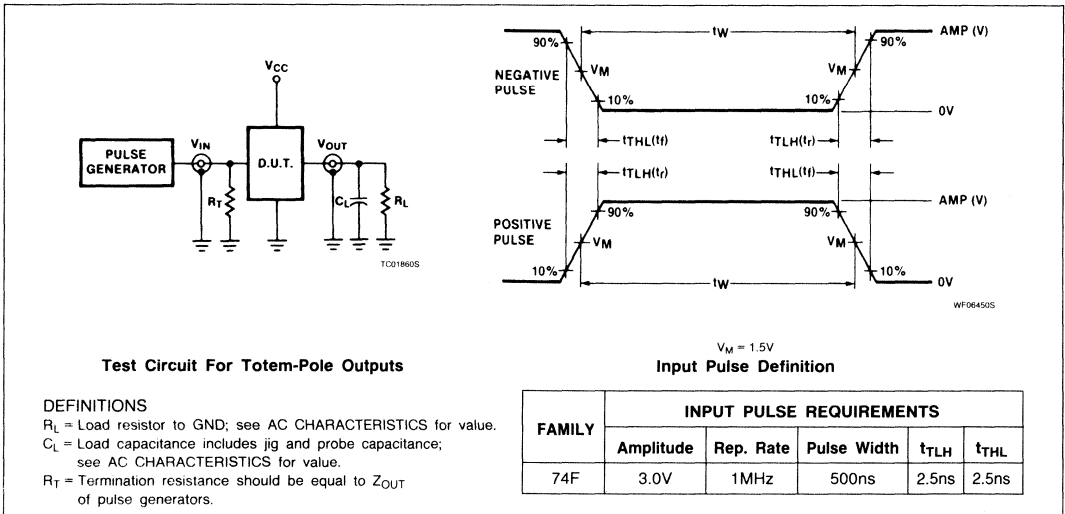 VCC
PULSE
GENERATOR
VIN
D.U.T.
VOUT
RT
CL
RL
TC01860S
Test Circuit For Totem-Pole Outputs
NEGATIVE
PULSE
90%
VM
10%
tW
VM
10%
90%
AMP (V)
0V
tTHL(tf)
tTLH(tr)
tTLH(tr)
tTHL(tf)
POSITIVE
PULSE
10%
VM
90%
tW
90%
VM
10%
AMP (V)
0V
WF06450S
VM = 1.5V
Input Pulse Definition
DEFINITIONS
RL = Load resistor to GND; see AC CHARACTERISTICS for value.
CL = Load capacitance includes jig and probe capacitance;
see AC CHARACTERISTICS for value.
RT = Termination resistance should be equal to ZOUT
of pulse generators.
FAMILY
INPUT PULSE REQUIREMENTS
Amplitude Rep. Rate Pulse Width tTLH tTHL
74F 3.0V 1MHz 500ns 2.5ns 2.5ns